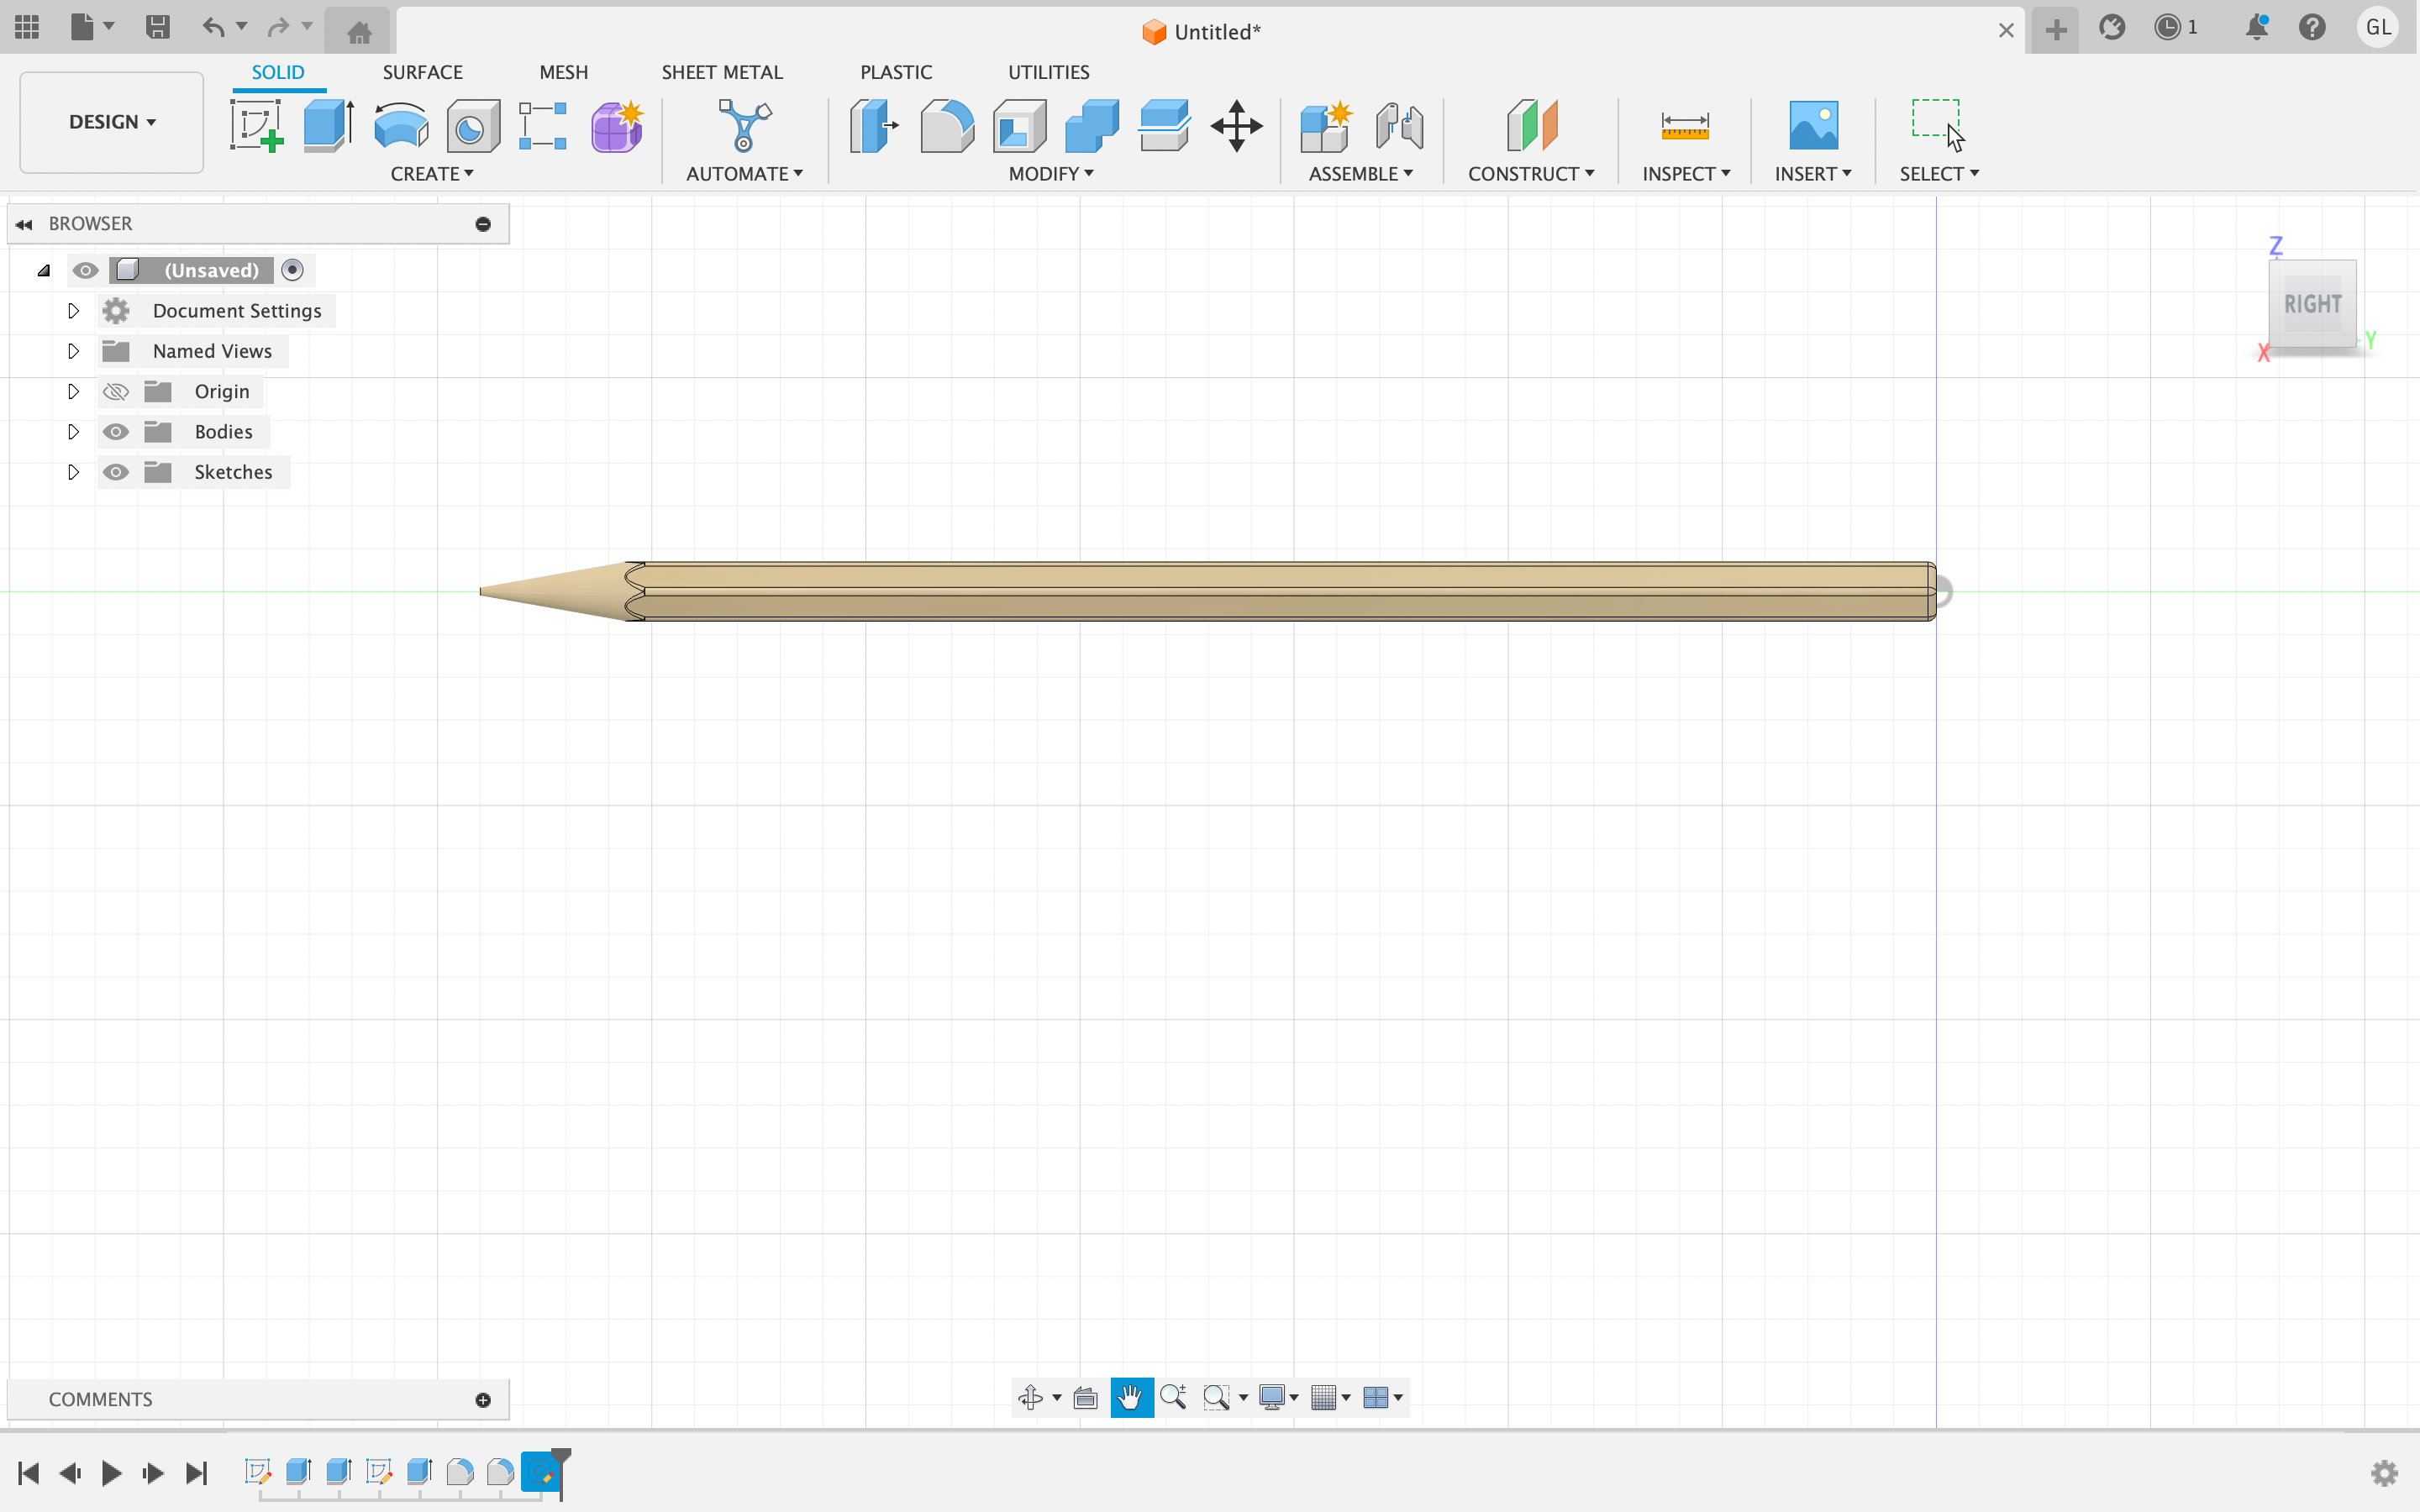 Untitled*
1
GL
DESIGN
SOLID SURFACE MESH SHEET METAL PLASTIC UTILITIES
CREATE AUTOMATE MODIFY ASSEMBLE CONSTRUCT INSPECT INSERT SELECT
BROWSER
(Unsaved)
Document Settings
Named Views
Origin
Bodies
Sketches
Z
RIGHT
Y
X
COMMENTS